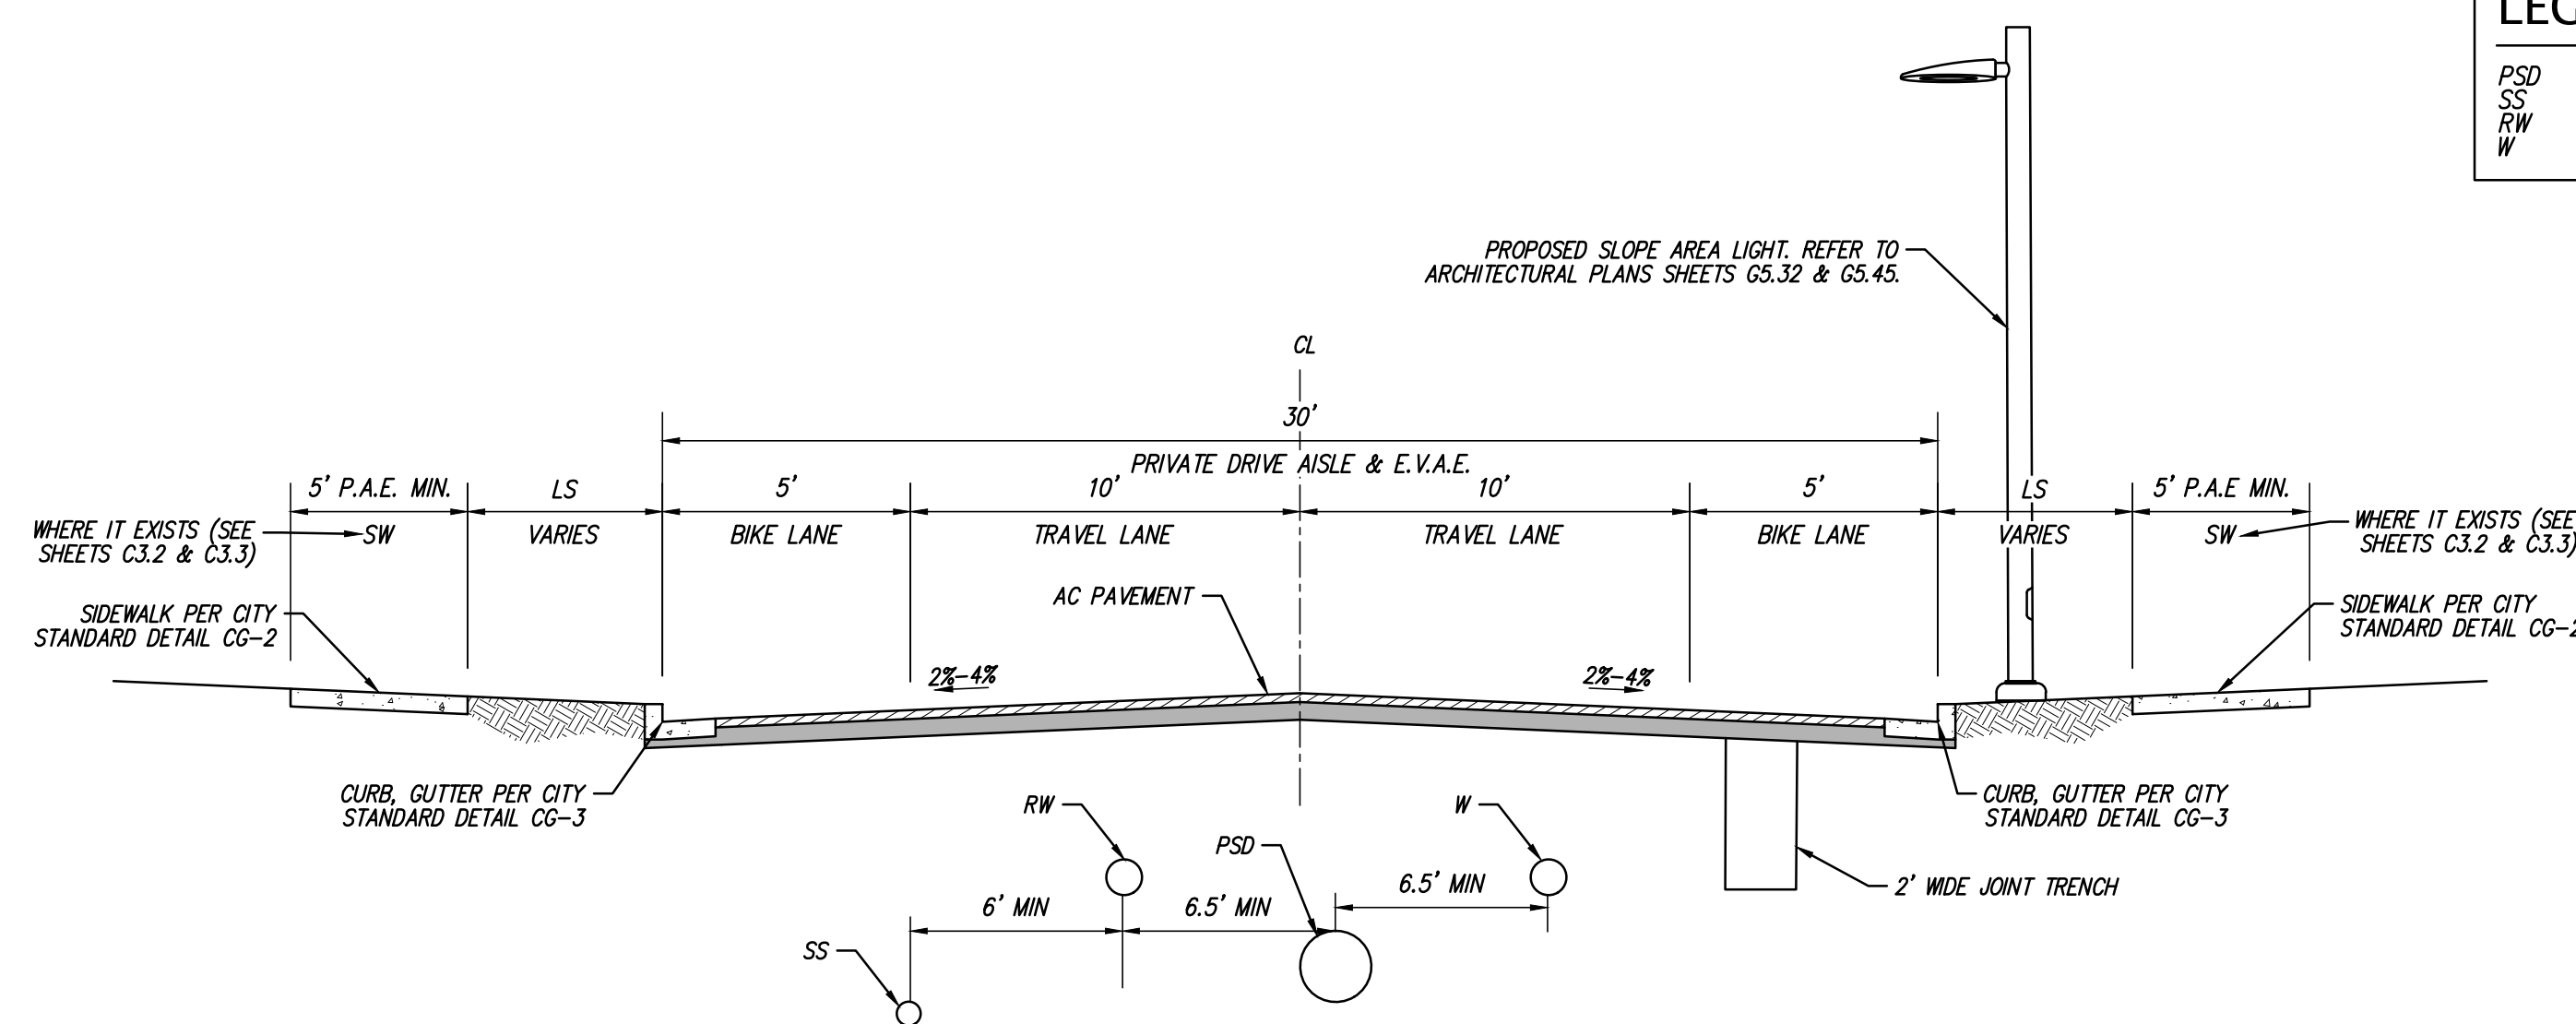 LEG
PSD
SS
RW
W
PROPOSED SLOPE AREA LIGHT. REFER TO
ARCHITECTURAL PLANS SHEETS G5.32 & G5.45.
CL
30'
PRIVATE DRIVE AISLE & E.V.A.E.
5' P.A.E. MIN.
LS
5'
10'
10'
5'
LS
5' P.A.E MIN.
WHERE IT EXISTS (SEE
SHEETS C3.2 & C3.3)
SW
VARIES
BIKE LANE
TRAVEL LANE
TRAVEL LANE
BIKE LANE
VARIES
SW
WHERE IT EXISTS (SEE
SHEETS C3.2 & C3.3)
SIDEWALK PER CITY
STANDARD DETAIL CG-2
AC PAVEMENT
SIDEWALK PER CITY
STANDARD DETAIL CG-2
2%-4%
2%-4%
CURB, GUTTER PER CITY
STANDARD DETAIL CG-3
RW
PSD
W
CURB, GUTTER PER CITY
STANDARD DETAIL CG-3
6' MIN
6.5' MIN
6.5' MIN
2' WIDE JOINT TRENCH
SS